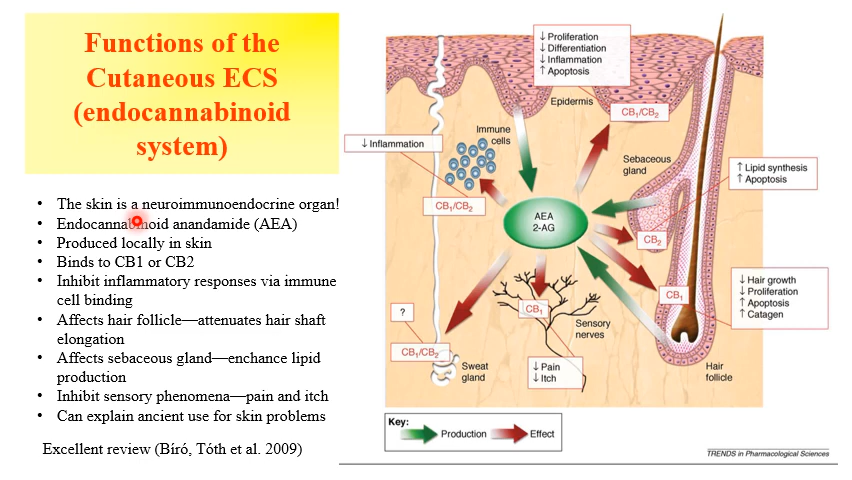 Functions of the
Cutaneous ECS
(endocannabinoid
system)
• The skin is a neuroimmunoendocrine organ!
• Endocannabinoid anandamide (AEA)
• Produced locally in skin
• Binds to CB1 or CB2
• Inhibit inflammatory responses via immune
cell binding
• Affects hair follicle—attenuates hair shaft
elongation
• Affects sebaceous gland—enchance lipid
production
• Inhibit sensory phenomena—pain and itch
• Can explain ancient use for skin problems
Excellent review (Bíró, Tóth et al. 2009)
↓ Proliferation
↓ Differentiation
↓ Inflammation
↑ Apoptosis
Epidermis
CB₁/CB₂
Immune
cells
↓ Inflammation
CB₁/CB₂
Sebaceous
gland
↑ Lipid synthesis
↑ Apoptosis
AEA
2-AG
CB₂
CB₁
↓ Hair growth
↓ Proliferation
↑ Apoptosis
↑ Catagen
?
CB₁/CB₂
Sweat
gland
CB₁
Sensory
nerves
↓ Pain
↓ Itch
Hair
follicle
Key:
Production
Effect
TRENDS in Pharmacological Sciences